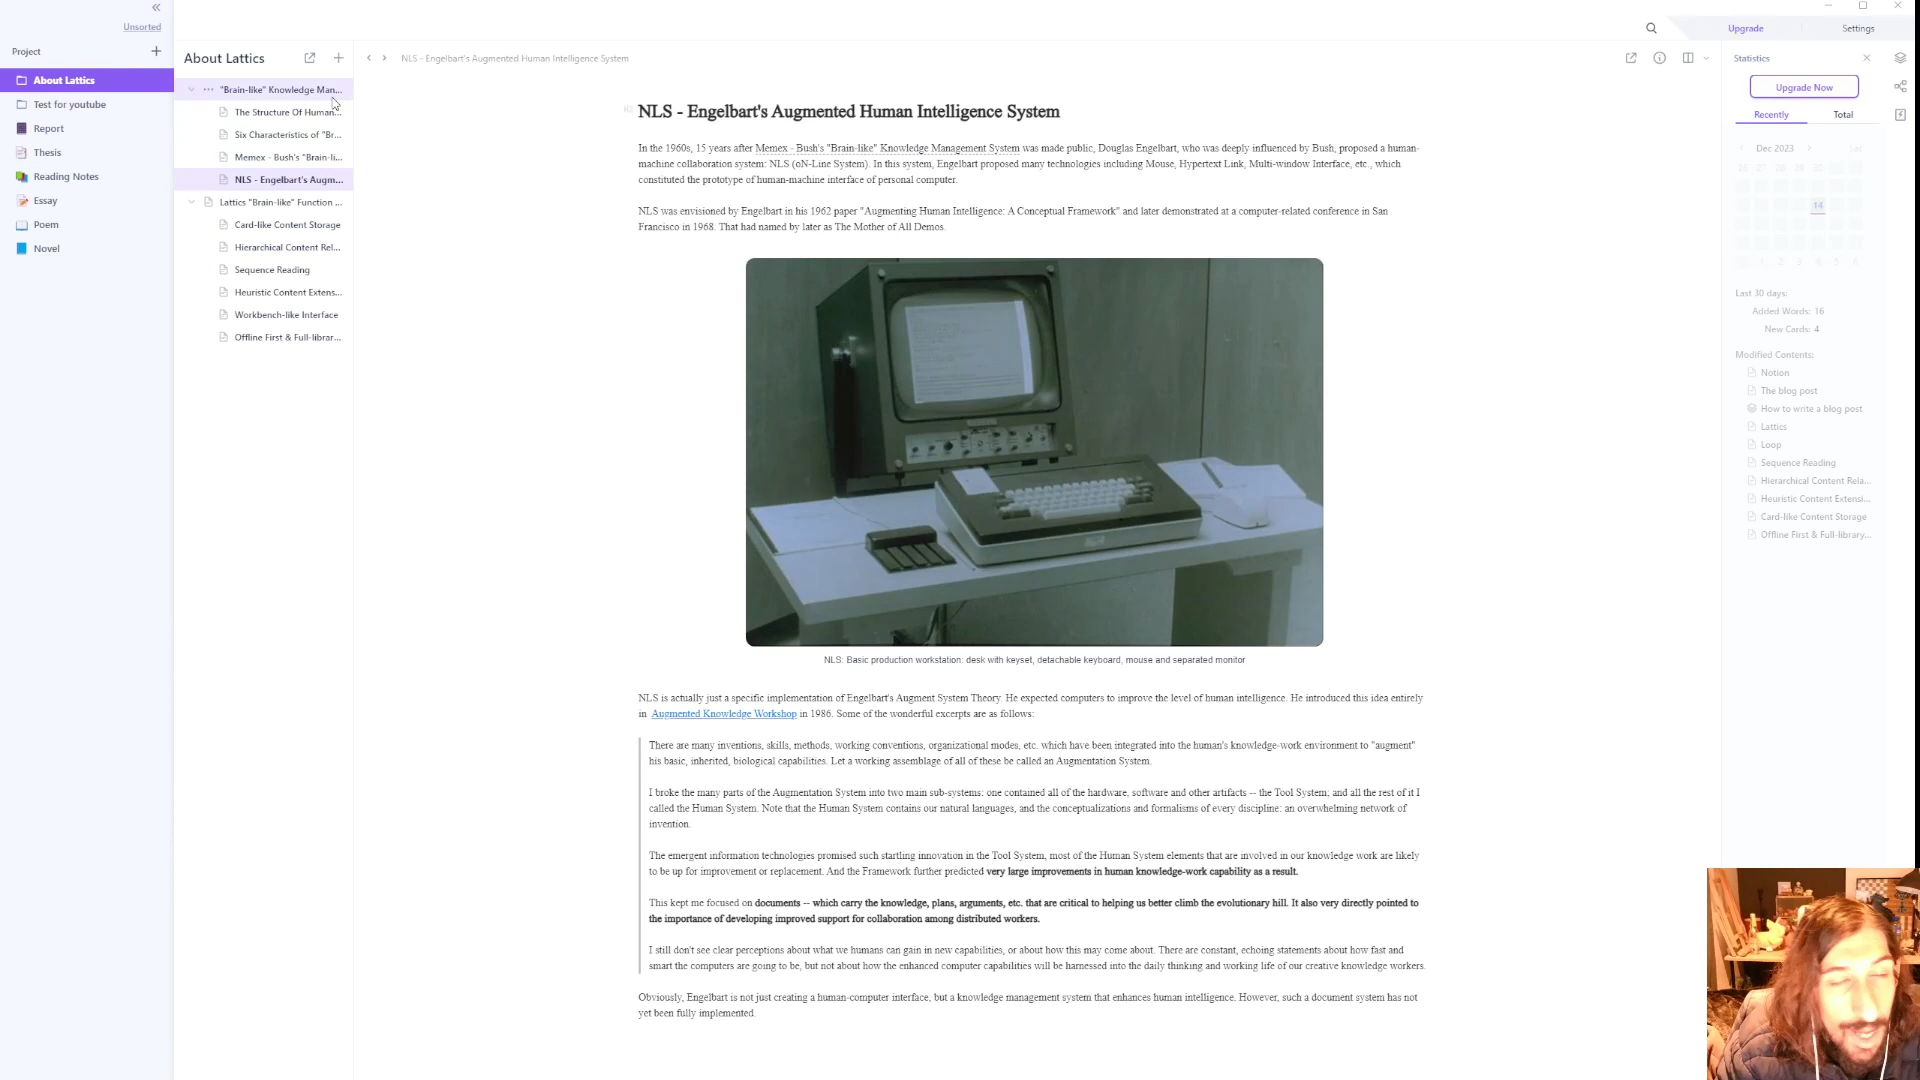 Unsorted
Project
About Lattics
Test for youtube
Report
Thesis
Reading Notes
Essay
Poem
Novel
About Lattics
"Brain-like" Knowledge Man...
The Structure Of Human...
Six Characteristics of "Br...
Memex - Bush's "Brain-li...
NLS - Engelbart's Augm...
Lattics "Brain-like" Function ...
Card-like Content Storage
Hierarchical Content Rel...
Sequence Reading
Heuristic Content Extens...
Workbench-like Interface
Offline First & Full-librar...
NLS - Engelbart's Augmented Human Intelligence System
H2 NLS - Engelbart's Augmented Human Intelligence System
In the 1960s, 15 years after Memex - Bush's "Brain-like" Knowledge Management System was made public, Douglas Engelbart, who was deeply influenced by Bush, proposed a human-
machine collaboration system: NLS (oN-Line System). In this system, Engelbart proposed many technologies including Mouse, Hypertext Link, Multi-window Interface, etc., which
constituted the prototype of human-machine interface of personal computer.
NLS was envisioned by Engelbart in his 1962 paper "Augmenting Human Intelligence: A Conceptual Framework" and later demonstrated at a computer-related conference in San
Francisco in 1968. That had named by later as The Mother of All Demos.
NLS: Basic production workstation: desk with keyset, detachable keyboard, mouse and separated monitor
NLS is actually just a specific implementation of Engelbart's Augment System Theory. He expected computers to improve the level of human intelligence. He introduced this idea entirely
in Augmented Knowledge Workshop in 1986. Some of the wonderful excerpts are as follows:
There are many inventions, skills, methods, working conventions, organizational modes, etc. which have been integrated into the human's knowledge-work environment to "augment"
his basic, inherited, biological capabilities. Let a working assemblage of all of these be called an Augmentation System.
I broke the many parts of the Augmentation System into two main sub-systems: one contained all of the hardware, software and other artifacts -- the Tool System; and all the rest of it I
called the Human System. Note that the Human System contains our natural languages, and the conceptualizations and formalisms of every discipline: an overwhelming network of
invention.
The emergent information technologies promised such startling innovation in the Tool System, most of the Human System elements that are involved in our knowledge work are likely
to be up for improvement or replacement. And the Framework further predicted very large improvements in human knowledge-work capability as a result.
This kept me focused on documents -- which carry the knowledge, plans, arguments, etc. that are critical to helping us better climb the evolutionary hill. It also very directly pointed to
the importance of developing improved support for collaboration among distributed workers.
I still don't see clear perceptions about what we humans can gain in new capabilities, or about how this may come about. There are constant, echoing statements about how fast and
smart the computers are going to be, but not about how the enhanced computer capabilities will be harnessed into the daily thinking and working life of our creative knowledge workers.
Obviously, Engelbart is not just creating a human-computer interface, but a knowledge management system that enhances human intelligence. However, such a document system has not
yet been fully implemented.
Upgrade
Settings
Statistics
Upgrade Now
Recently Total
Dec 2023 Sat
26 27 28 29 30
14
1 2 3 4 5 6
Last 30 days:
Added Words: 16
New Cards: 4
Modified Contents:
Notion
The blog post
How to write a blog post
Lattics
Loop
Sequence Reading
Hierarchical Content Rela...
Heuristic Content Extensi...
Card-like Content Storage
Offline First & Full-library...